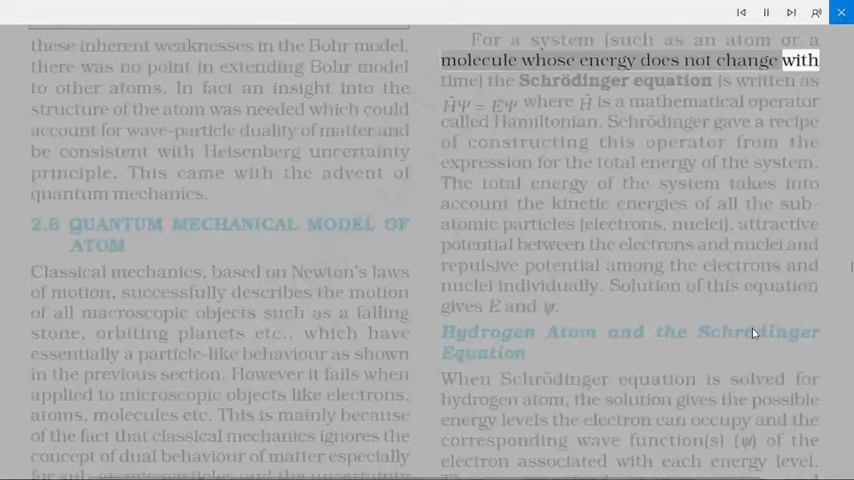 these inherent weaknesses in the Bohr model,
there was no point in extending Bohr model
to other atoms. In fact an insight into the
structure of the atom was needed which could
account for wave-particle duality of matter and
be consistent with Heisenberg uncertainty
principle. This came with the advent of
quantum mechanics.
2.6 QUANTUM MECHANICAL MODEL OF
ATOM
Classical mechanics, based on Newton's laws
of motion, successfully describes the motion
of all macroscopic objects such as a falling
stone, orbiting planets etc., which have
essentially a particle-like behaviour as shown
in the previous section. However it fails when
applied to microscopic objects like electrons,
atoms, molecules etc. This is mainly because
of the fact that classical mechanics ignores the
concept of dual behaviour of matter especially
for sub-atomic particles and the uncertainty
For a system (such as an atom or a
molecule whose energy does not change with
time) the Schrödinger equation is written as
ĤΨ = EΨ where Ĥ is a mathematical operator
called Hamiltonian. Schrödinger gave a recipe
of constructing this operator from the
expression for the total energy of the system.
The total energy of the system takes into
account the kinetic energies of all the sub-
atomic particles (electrons, nuclei), attractive
potential between the electrons and nuclei and
repulsive potential among the electrons and
nuclei individually. Solution of this equation
gives E and ψ.
Hydrogen Atom and the Schrödinger
Equation
When Schrödinger equation is solved for
hydrogen atom, the solution gives the possible
energy levels the electron can occupy and the
corresponding wave function(s) (ψ) of the
electron associated with each energy level.